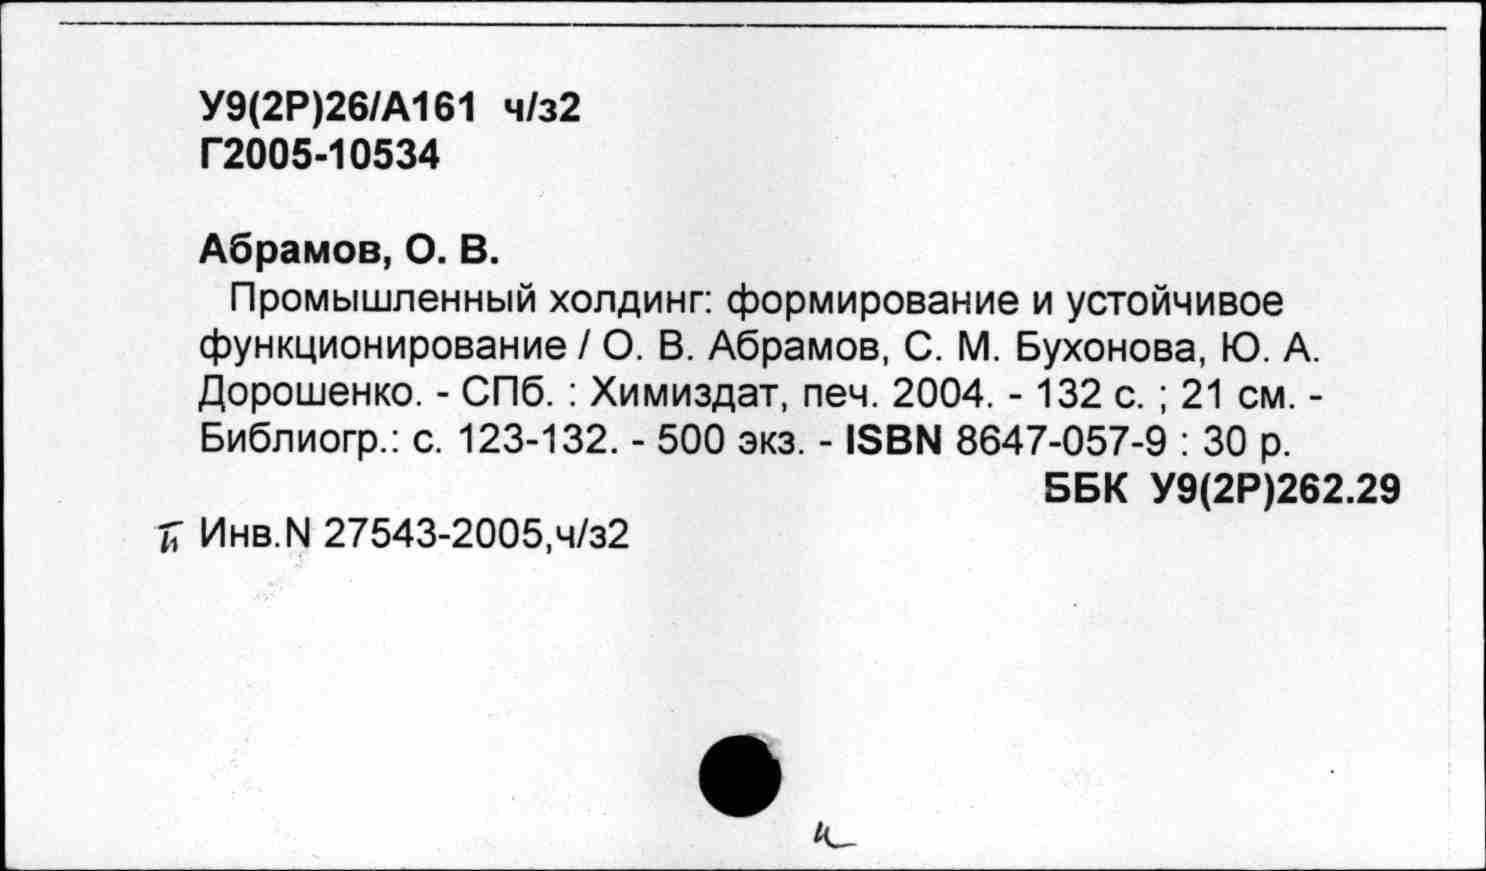 У9(2Р)26/А161 ч/з2
Г2005-10534
Абрамов, О. В.
Промышленный холдинг: формирование и устойчивое
функционирование / О. В. Абрамов, С. М. Бухонова, Ю. А.
Дорошенко. - СПб. : Химиздат, печ. 2004. - 132 с. ; 21 см. -
Библиогр.: с. 123-132. - 500 экз. - ISBN 8647-057-9 : 30 р.
ББК У9(2Р)262.29
Инв.N 27543-2005,ч/з2